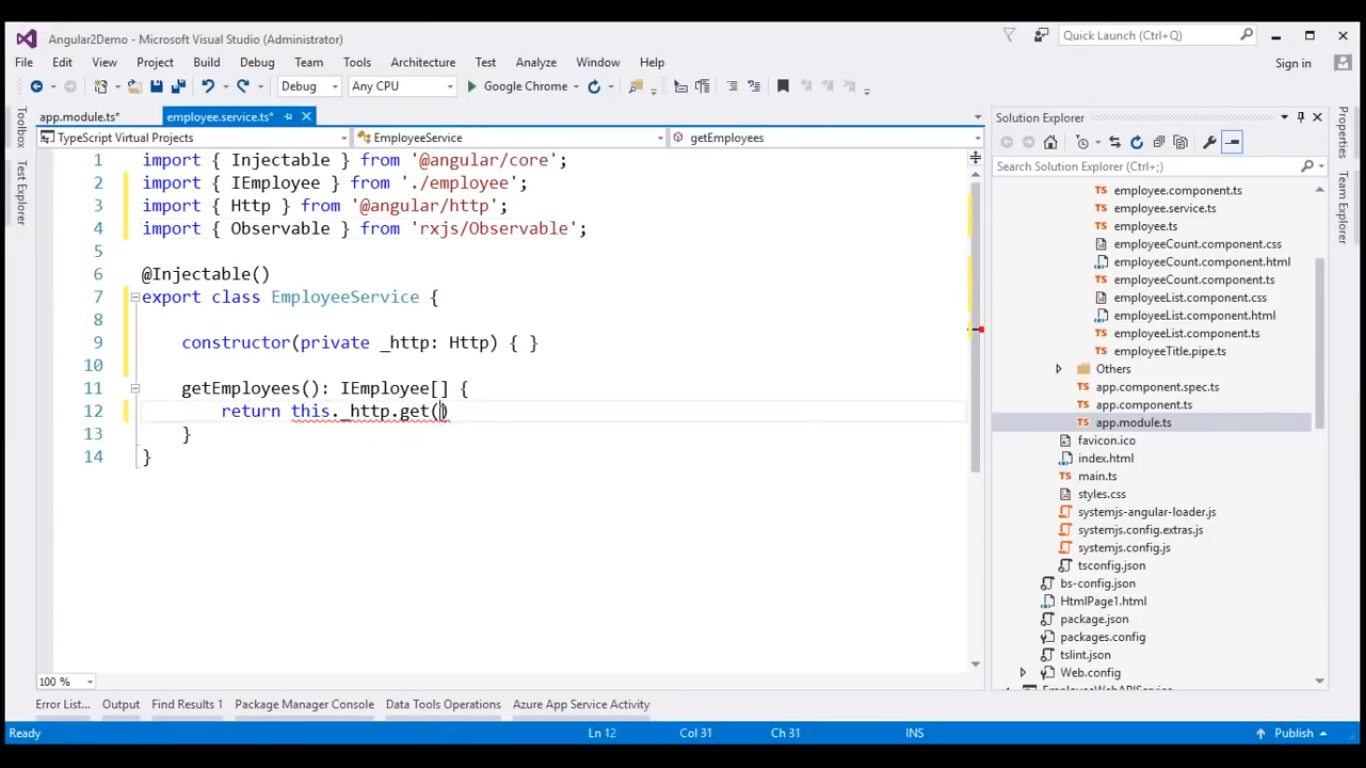 Angular2Demo - Microsoft Visual Studio (Administrator)
Quick Launch (Ctrl+Q)
File Edit View Project Build Debug Team Tools Architecture Test Analyze Window Help
Sign in
Debug Any CPU Google Chrome
app.module.ts* employee.service.ts*
Solution Explorer
TypeScript Virtual Projects EmployeeService getEmployees
Search Solution Explorer (Ctrl+;)
Toolbox
Test Explorer
Properties
Team Explorer
1 import { Injectable } from '@angular/core';
2 import { IEmployee } from './employee';
3 import { Http } from '@angular/http';
4 import { Observable } from 'rxjs/Observable';
5
6 @Injectable()
7 export class EmployeeService {
8
9 constructor(private _http: Http) { }
10
11 getEmployees(): IEmployee[] {
12 return this._http.get()
13 }
14 }
employee.component.ts
employee.service.ts
employee.ts
employeeCount.component.css
employeeCount.component.html
employeeCount.component.ts
employeeList.component.css
employeeList.component.html
employeeList.component.ts
employeeTitle.pipe.ts
Others
app.component.spec.ts
app.component.ts
app.module.ts
favicon.ico
index.html
main.ts
styles.css
systemjs-angular-loader.js
systemjs.config.extras.js
systemjs.config.js
tsconfig.json
bs-config.json
HtmlPage1.html
package.json
packages.config
tslint.json
Web.config
EmployeeWebAPIService
100 %
Error List... Output Find Results 1 Package Manager Console Data Tools Operations Azure App Service Activity
Ready Ln 12 Col 31 Ch 31 INS Publish